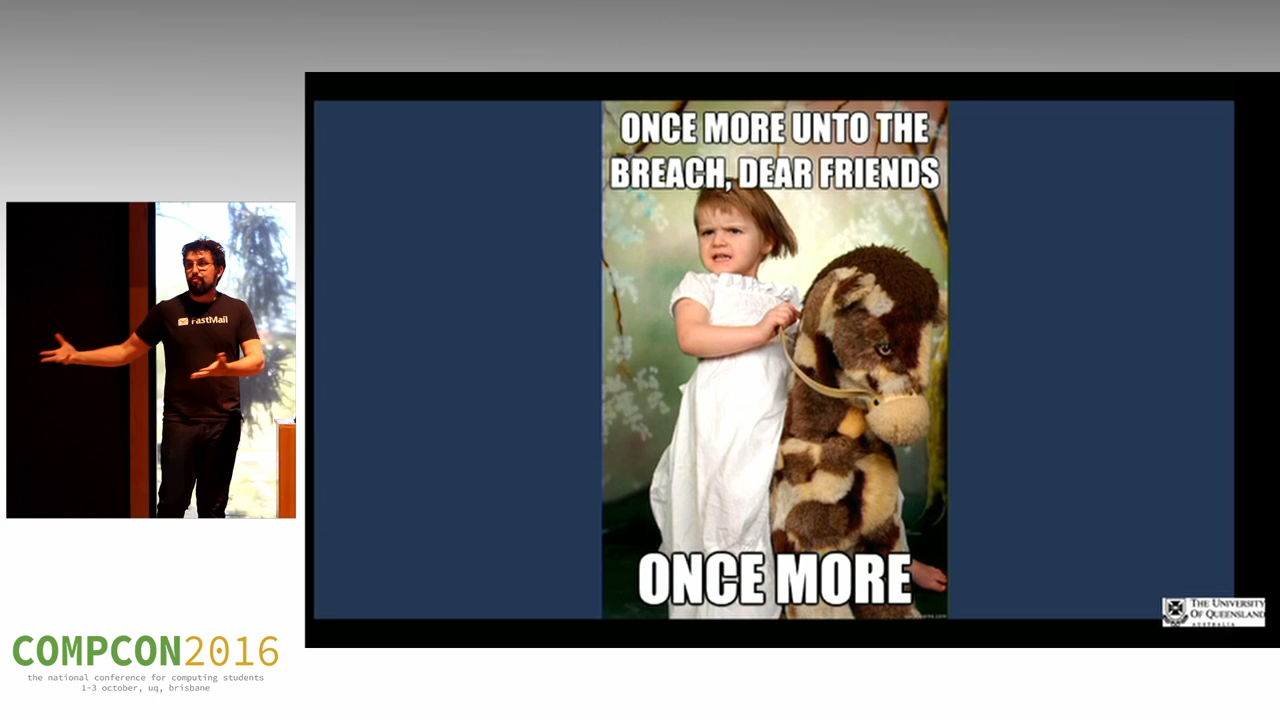 ONCE MORE UNTO THE
BREACH, DEAR FRIENDS
ONCE MORE
FastMail
THE UNIVERSITY
OF QUEENSLAND
AUSTRALIA
COMPCON2016
the national conference for computing students
1-3 october, uq, brisbane